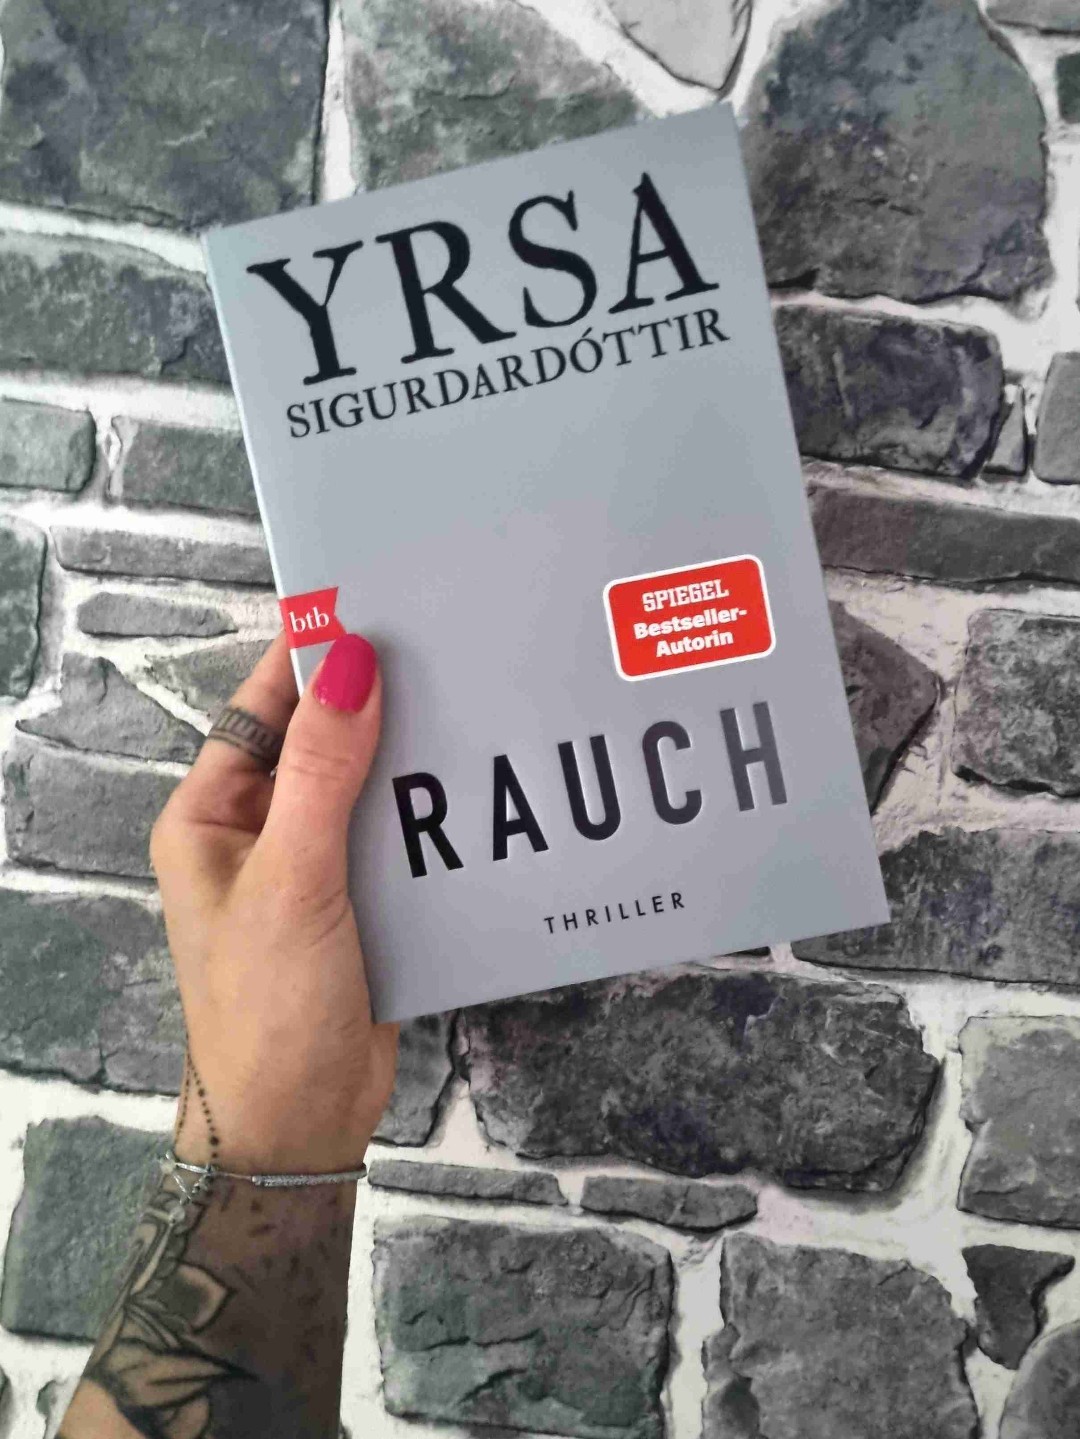 YRSA
SIGURDARDÓTTIR
btb
SPIEGEL
Bestseller-
Autorin
RAUCH
THRILLER